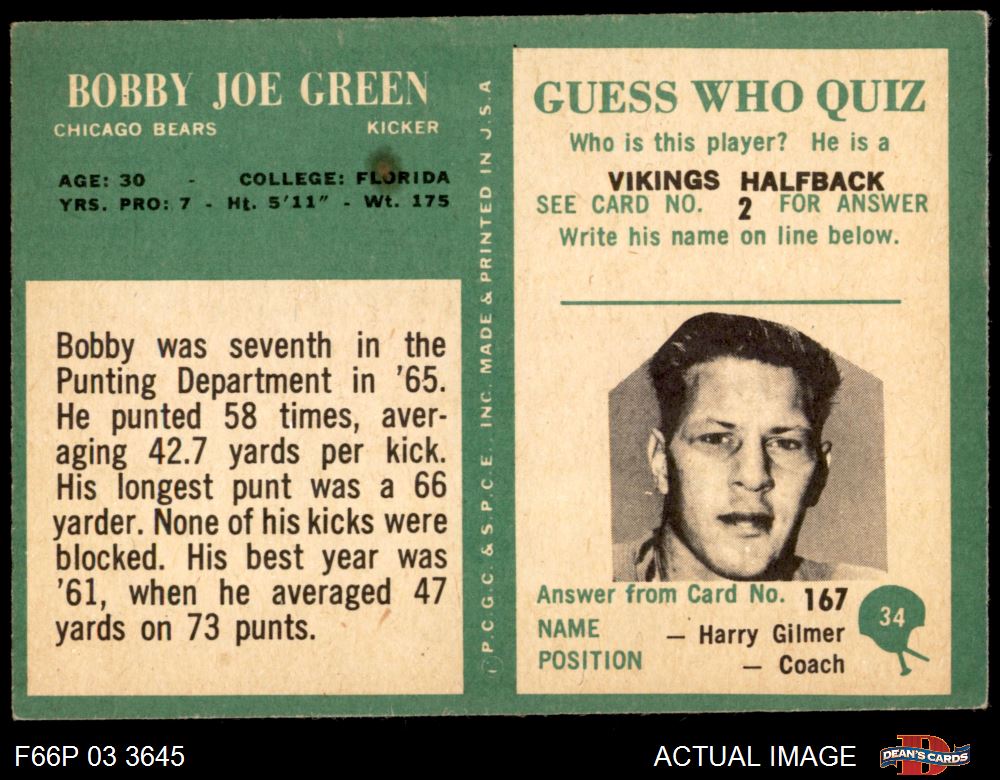 BOBBY JOE GREEN
CHICAGO BEARS KICKER
AGE: 30 - COLLEGE: FLORIDA
YRS. PRO: 7 - Ht. 5'11" - Wt. 175
Bobby was seventh in the
Punting Department in '65.
He punted 58 times, aver-
aging 42.7 yards per kick.
His longest punt was a 66
yarder. None of his kicks were
blocked. His best year was
'61, when he averaged 47
yards on 73 punts.
©P.C.G.C. & S.P.C.E. INC. MADE & PRINTED IN U.S.A
GUESS WHO QUIZ
Who is this player? He is a
VIKINGS HALFBACK
SEE CARD NO. 2 FOR ANSWER
Write his name on line below.
Answer from Card No. 167
NAME — Harry Gilmer
POSITION — Coach
34
F66P 03 3645
ACTUAL IMAGE
DEAN'S CARDS